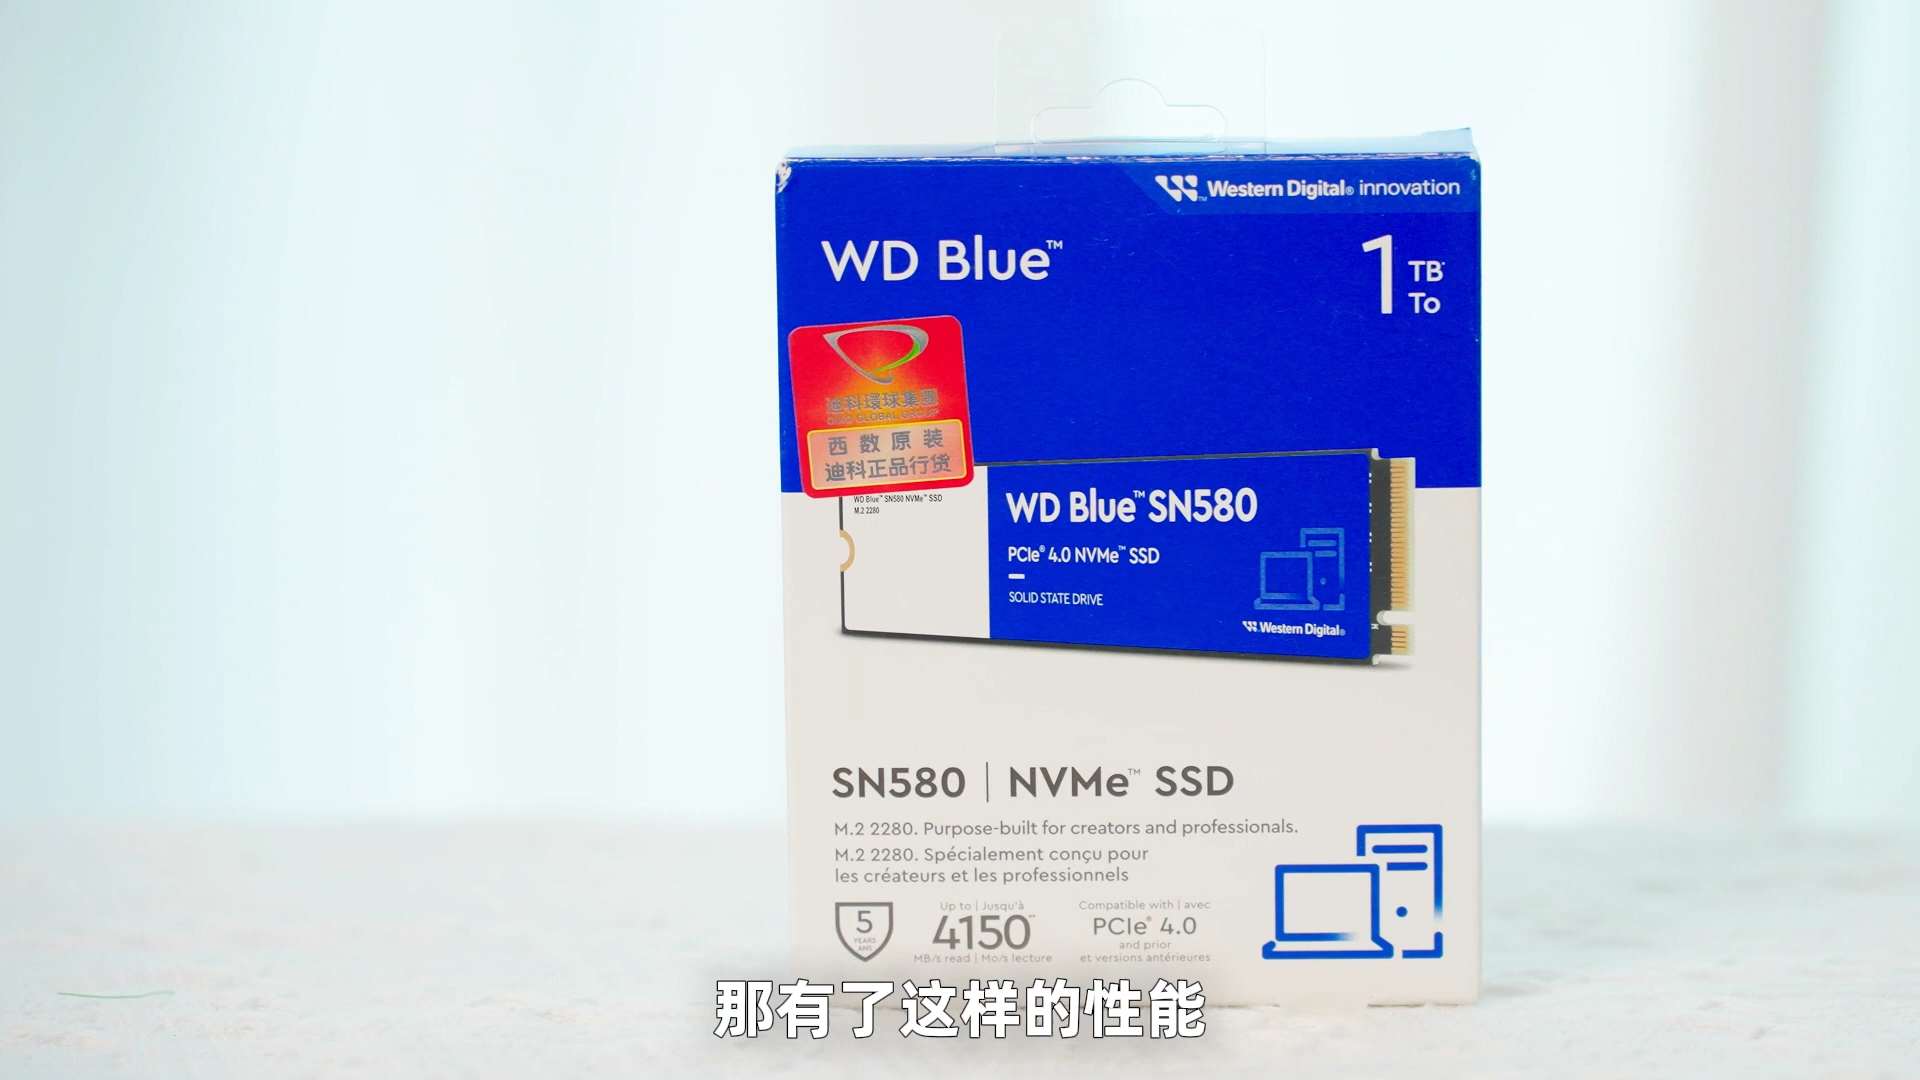 Western Digital® innovation
WD Blue™
1 TB*
To
迪科環球集團
DIGC GLOBAL GROUP
西数原装
迪科正品行货
WD Blue™ SN580 NVMe™ SSD
M.2 2280
WD Blue™ SN580
PCIe® 4.0 NVMe™ SSD
SOLID STATE DRIVE
Western Digital®
SN580 | NVMe™ SSD
M.2 2280. Purpose-built for creators and professionals.
M.2 2280. Spécialement conçu pour
les créateurs et les professionnels
5
YEARS
ANS
Up to | Jusqu'à
4150**
MB/s read | Mo/s lecture
Compatible with | avec
PCIe® 4.0
and prior
et versions antérieures
那有了这样的性能